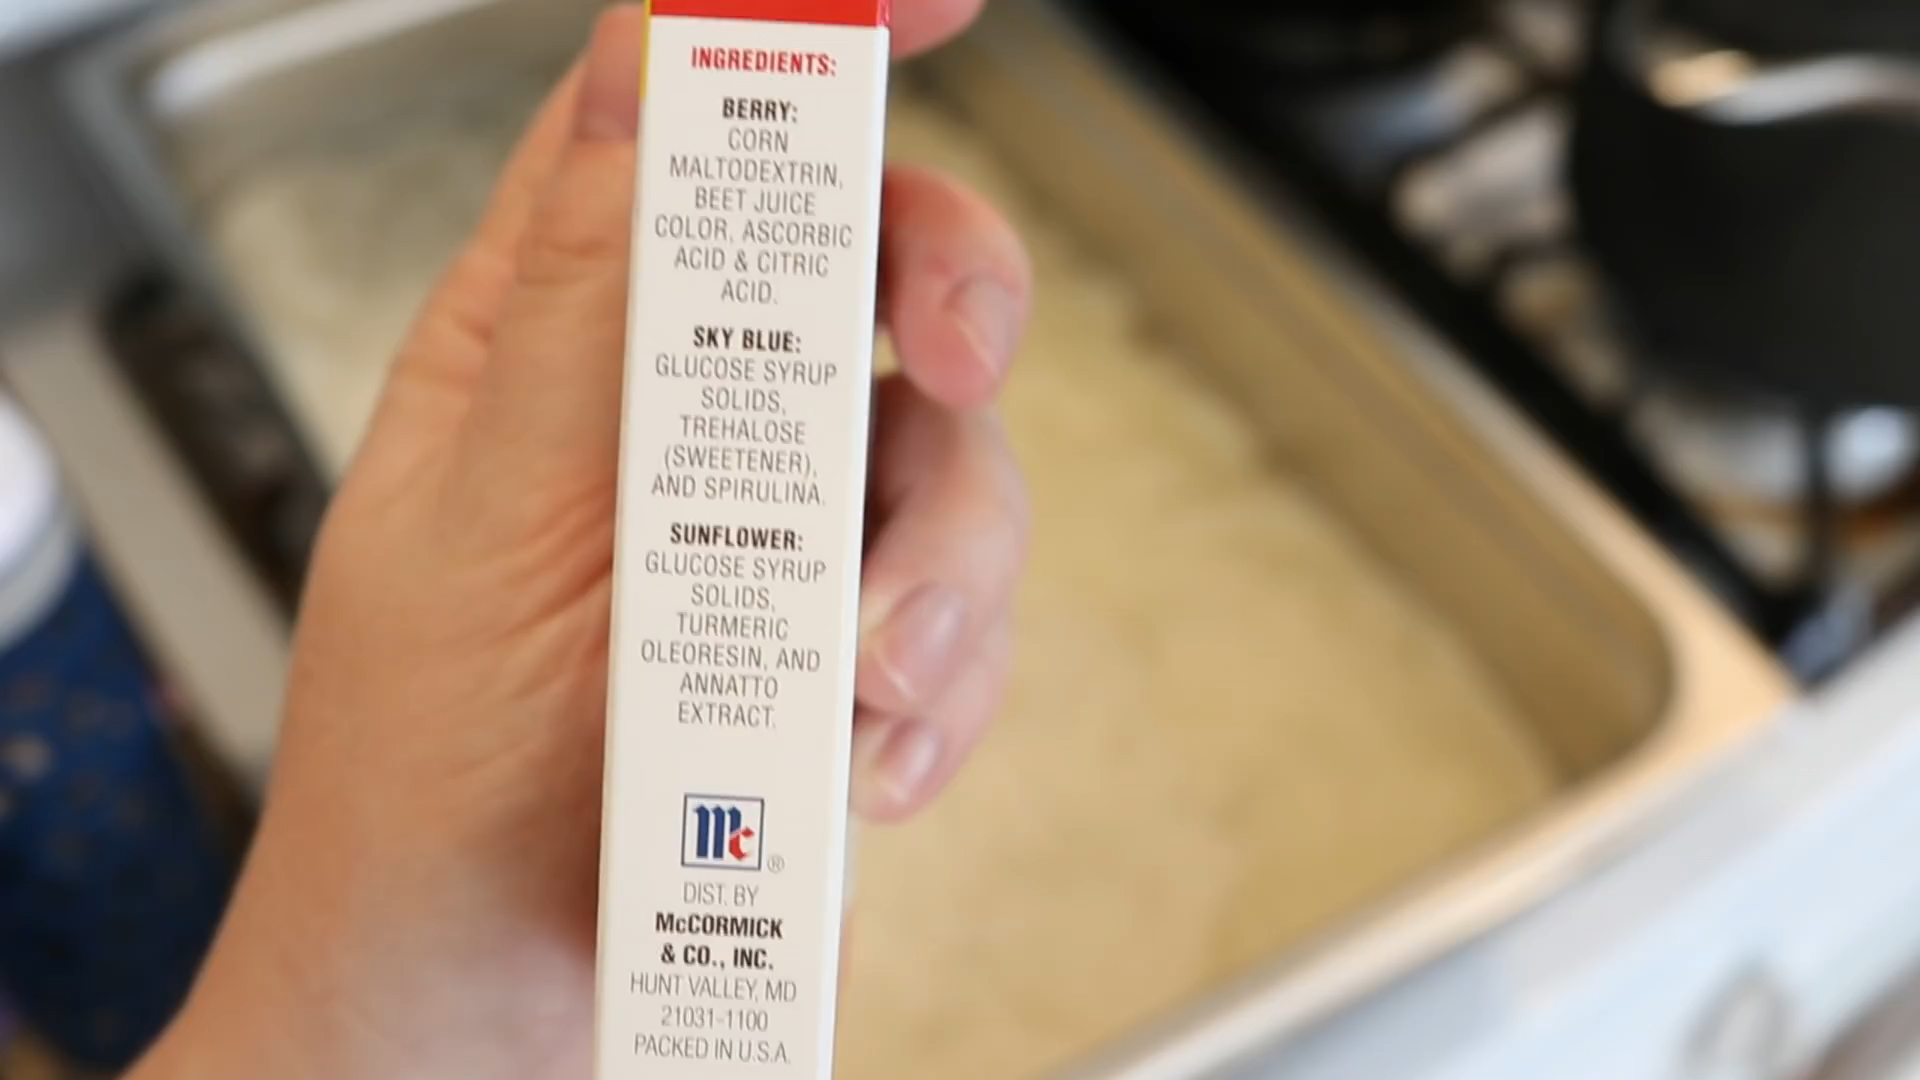 INGREDIENTS:
BERRY:
CORN
MALTODEXTRIN,
BEET JUICE
COLOR, ASCORBIC
ACID & CITRIC
ACID.
SKY BLUE:
GLUCOSE SYRUP
SOLIDS,
TREHALOSE
(SWEETENER),
AND SPIRULINA.
SUNFLOWER:
GLUCOSE SYRUP
SOLIDS,
TURMERIC
OLEORESIN, AND
ANNATTO
EXTRACT.
Mc®
DIST. BY
McCORMICK
& CO., INC.
HUNT VALLEY, MD
21031-1100
PACKED IN U.S.A.